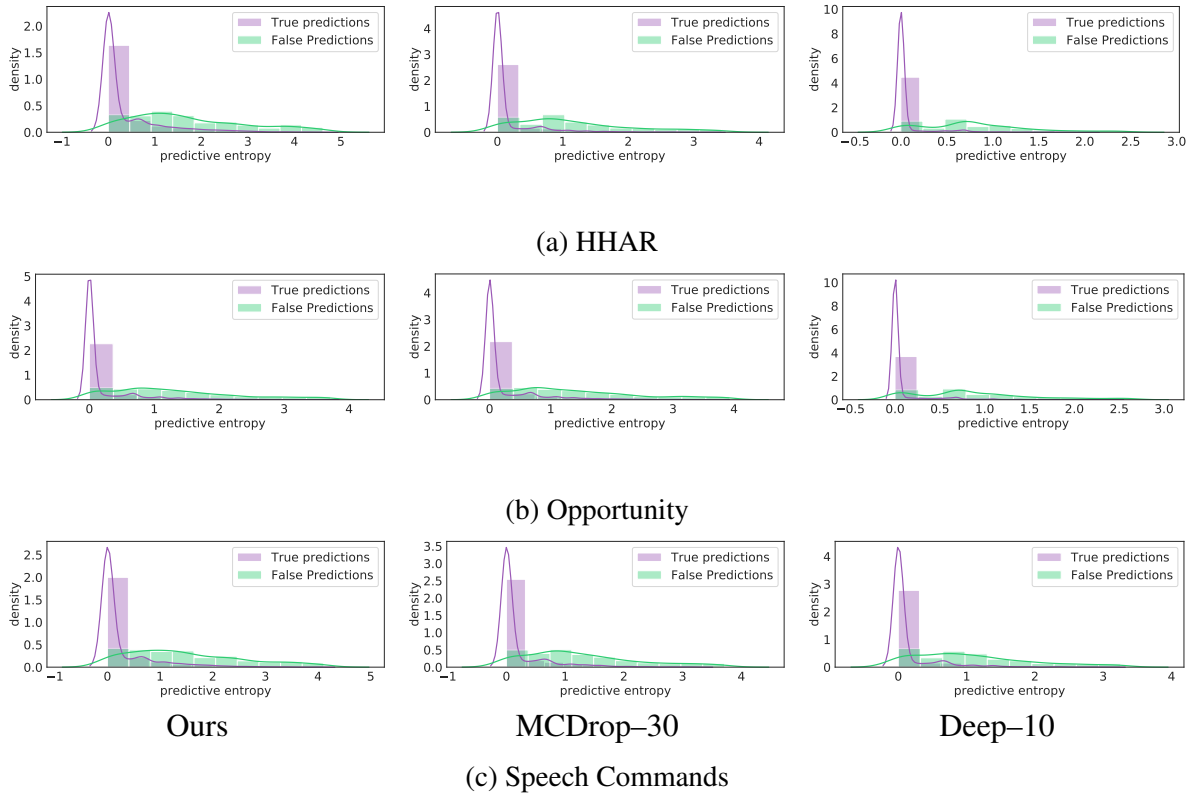 True predictions
False Predictions
density
2.0
1.5
1.0
0.5
0.0
−1 0 1 2 3 4 5
predictive entropy
True predictions
False Predictions
density
4
3
2
1
0
0 1 2 3 4
predictive entropy
True predictions
False Predictions
density
10
8
6
4
2
0
−0.5 0.0 0.5 1.0 1.5 2.0 2.5 3.0
predictive entropy
(a) HHAR
True predictions
False Predictions
density
5
4
3
2
1
0
0 1 2 3 4
predictive entropy
True predictions
False Predictions
density
4
3
2
1
0
0 1 2 3 4
predictive entropy
True predictions
False Predictions
density
10
8
6
4
2
0
−0.5 0.0 0.5 1.0 1.5 2.0 2.5 3.0
predictive entropy
(b) Opportunity
True predictions
False Predictions
density
2.5
2.0
1.5
1.0
0.5
0.0
−1 0 1 2 3 4 5
predictive entropy
True predictions
False Predictions
density
3.5
3.0
2.5
2.0
1.5
1.0
0.5
0.0
−1 0 1 2 3 4
predictive entropy
True predictions
False Predictions
density
4
3
2
1
0
0 1 2 3 4
predictive entropy
Ours MCDrop–30 Deep–10
(c) Speech Commands